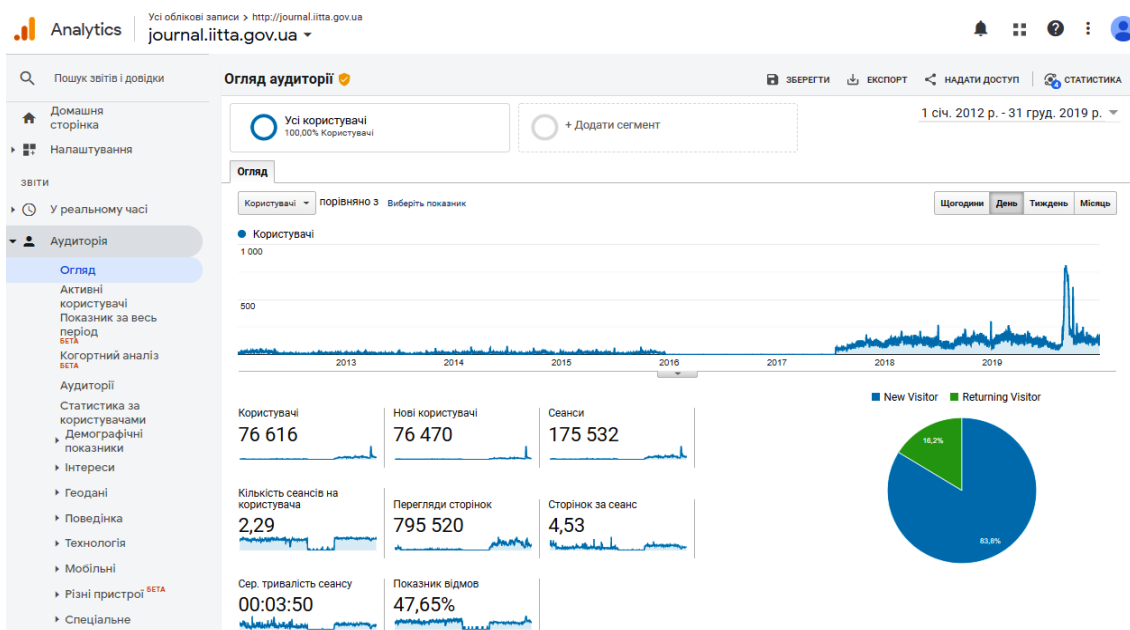 Analytics
Усі облікові записи > http://journal.iitta.gov.ua
journal.iitta.gov.ua
Пошук звітів і довідки
Домашня
сторінка
Налаштування
ЗВІТИ
У реальному часі
Аудиторія
Огляд
Активні
користувачі
Показник за весь
період
БЕТА
Когортний аналіз
БЕТА
Аудиторії
Статистика за
користувачами
Демографічні
показники
Інтереси
Геодані
Поведінка
Технологія
Мобільні
Різні пристрої БЕТА
Спеціальне
Огляд аудиторії
ЗБЕРЕГТИ
ЕКСПОРТ
НАДАТИ ДОСТУП
4
СТАТИСТИКА
Усі користувачі
100,00% Користувачі
+ Додати сегмент
1 січ. 2012 р. - 31 груд. 2019 р.
Огляд
Користувачі
порівняно з
Виберіть показник
Щогодини
День
Тиждень
Місяць
Користувачі
1 000
500
2013
2014
2015
2016
2017
2018
2019
Користувачі
76 616
Нові користувачі
76 470
Сеанси
175 532
Кількість сеансів на
користувача
2,29
Перегляди сторінок
795 520
Сторінок за сеанс
4,53
Сер. тривалість сеансу
00:03:50
Показник відмов
47,65%
New Visitor
Returning Visitor
16,2%
83,8%